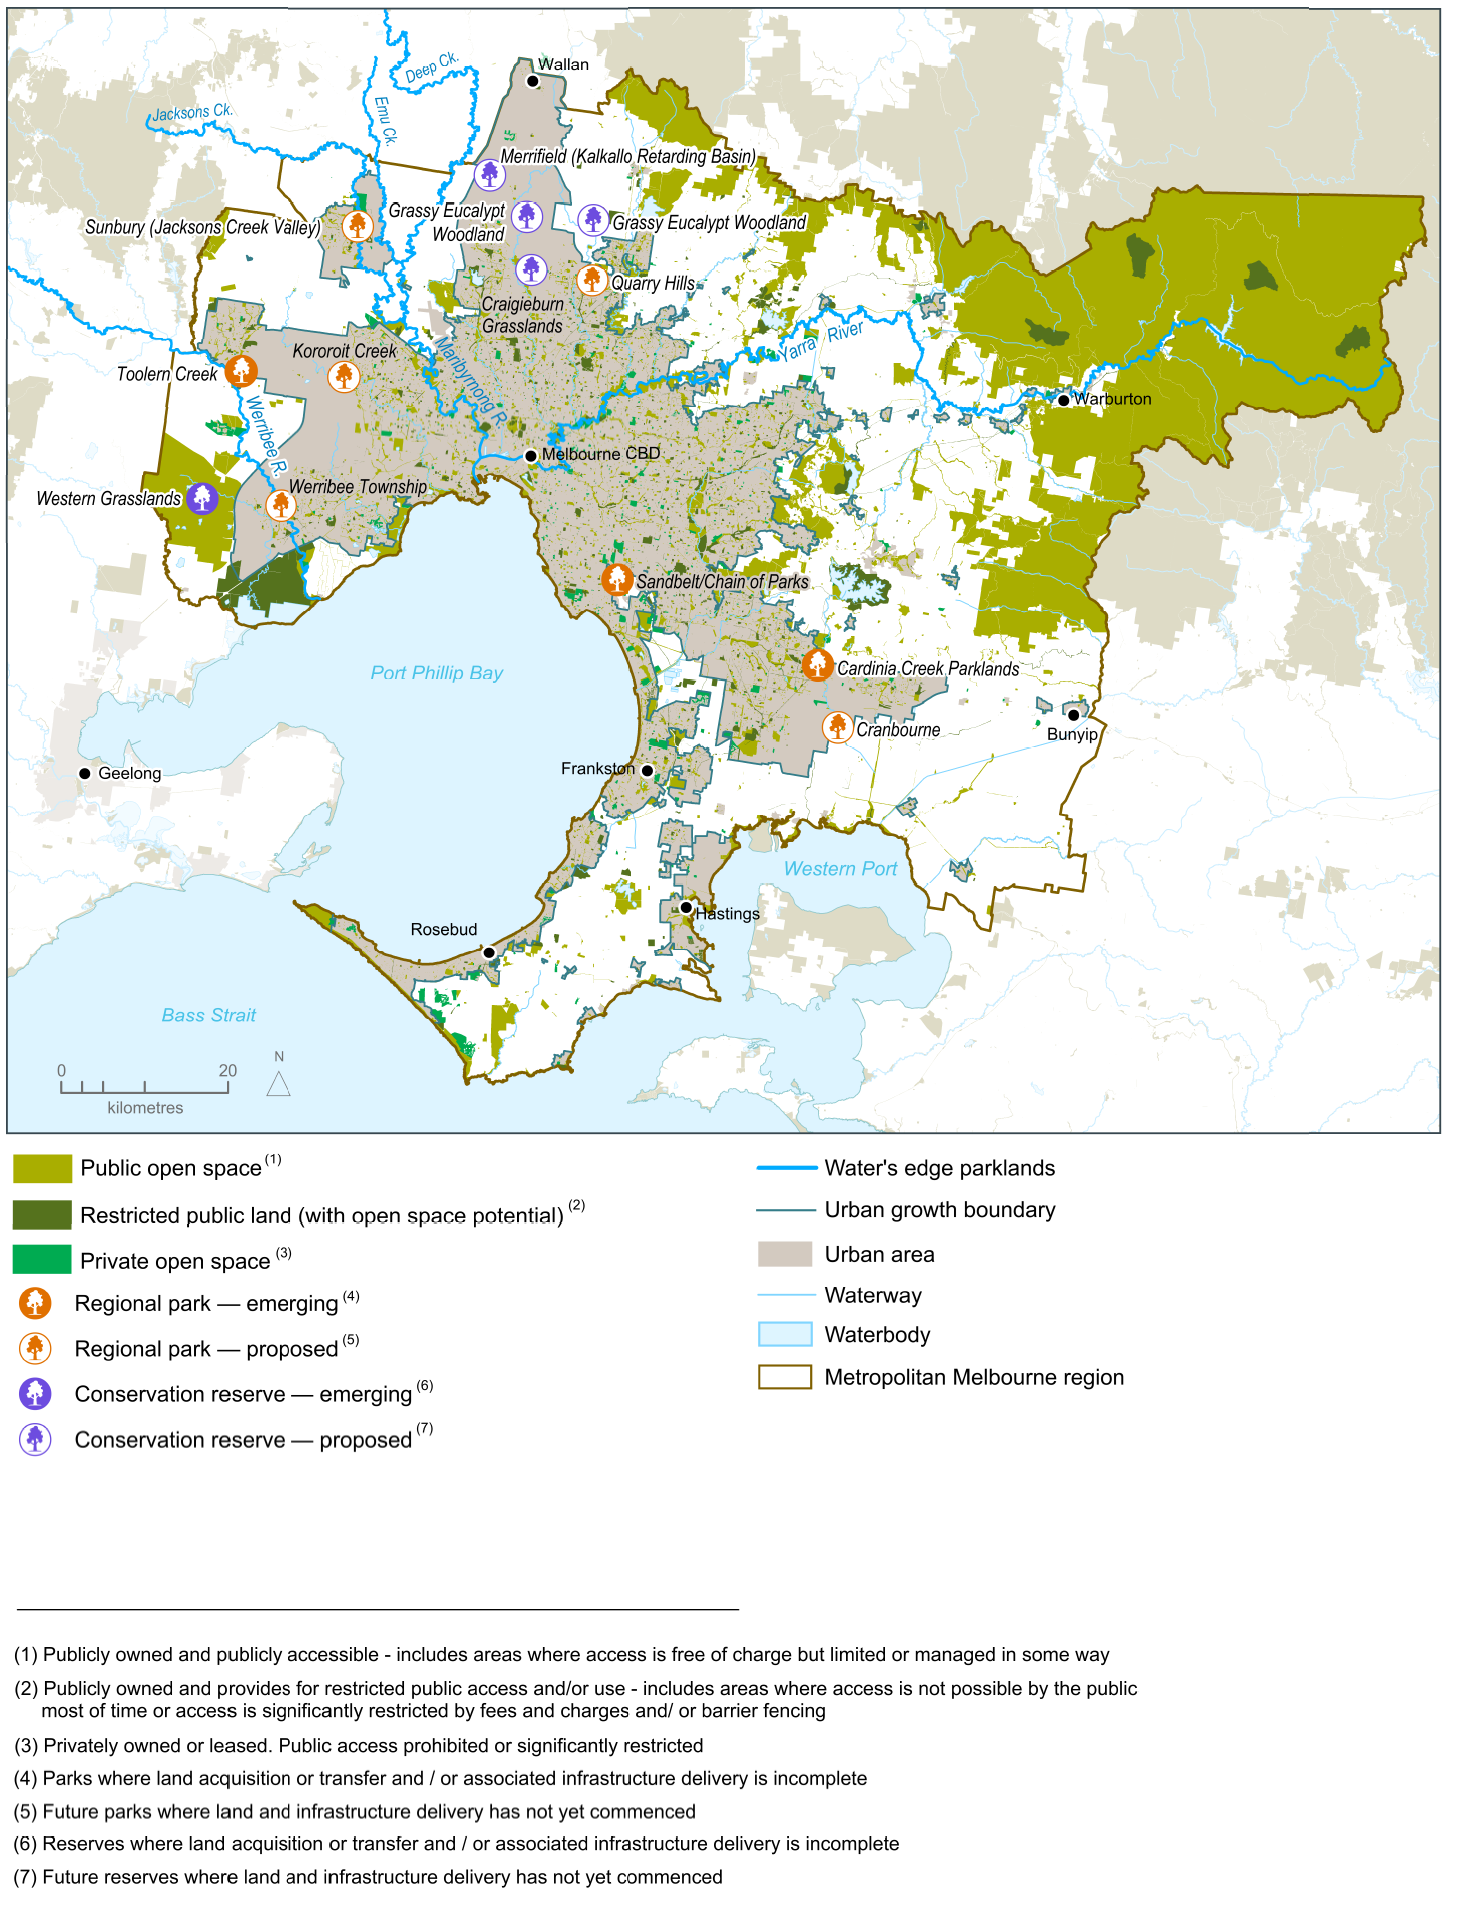 Wallan
Deep Ck.
Jacksons Ck.
Emu Ck.
Merrifield (Kalkallo Retarding Basin)
Sunbury (Jacksons Creek Valley)
Grassy Eucalypt
Woodland
Grassy Eucalypt Woodland
Quarry Hills
Craigieburn
Grasslands
Kororoit Creek
Toolern Creek
Maribyrnong R.
Yarra River
Werribee R.
Warburton
Melbourne CBD
Werribee Township
Western Grasslands
Sandbelt/Chain of Parks
Port Phillip Bay
Cardinia Creek Parklands
Cranbourne
Bunyip
Geelong
Frankston
Western Port
Hastings
Rosebud
Bass Strait
N
0 20
kilometres
Public open space (1)
Restricted public land (with open space potential) (2)
Private open space (3)
Regional park — emerging (4)
Regional park — proposed (5)
Conservation reserve — emerging (6)
Conservation reserve — proposed (7)
Water's edge parklands
Urban growth boundary
Urban area
Waterway
Waterbody
Metropolitan Melbourne region
(1) Publicly owned and publicly accessible - includes areas where access is free of charge but limited or managed in some way
(2) Publicly owned and provides for restricted public access and/or use - includes areas where access is not possible by the public
most of time or access is significantly restricted by fees and charges and/ or barrier fencing
(3) Privately owned or leased. Public access prohibited or significantly restricted
(4) Parks where land acquisition or transfer and / or associated infrastructure delivery is incomplete
(5) Future parks where land and infrastructure delivery has not yet commenced
(6) Reserves where land acquisition or transfer and / or associated infrastructure delivery is incomplete
(7) Future reserves where land and infrastructure delivery has not yet commenced